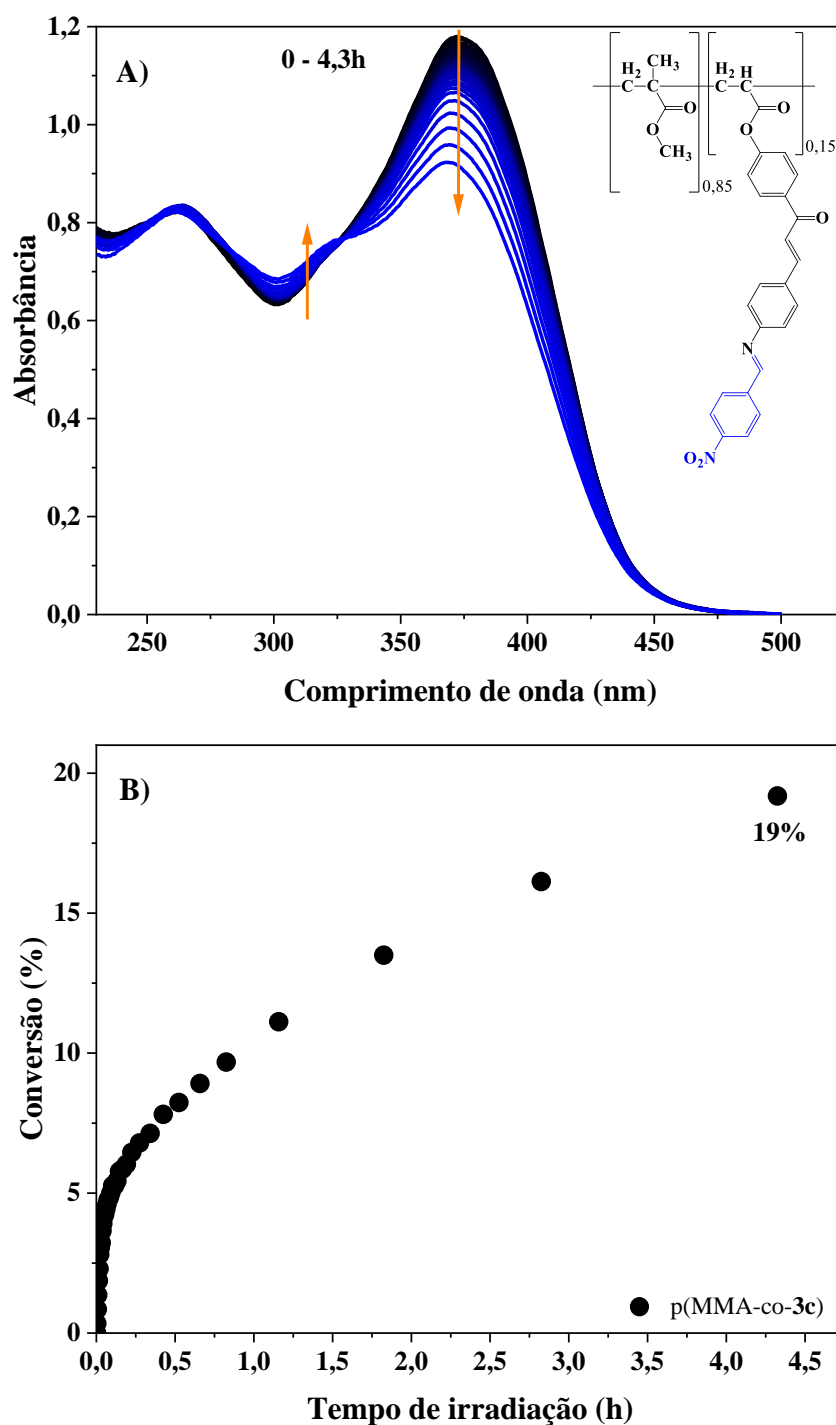 A)
0 - 4,3h
H2
C
CH3
C
O
O
CH3
0,85
H2
C
H
C
O
O
0,15
O
N
O2N
1,2
1,0
0,8
0,6
0,4
0,2
0,0
Absorbância
250
300
350
400
450
500
Comprimento de onda (nm)
B)
20
15
10
5
0
Conversão (%)
19%
p(MMA-co-3c)
0,0
0,5
1,0
1,5
2,0
2,5
3,0
3,5
4,0
4,5
Tempo de irradiação (h)